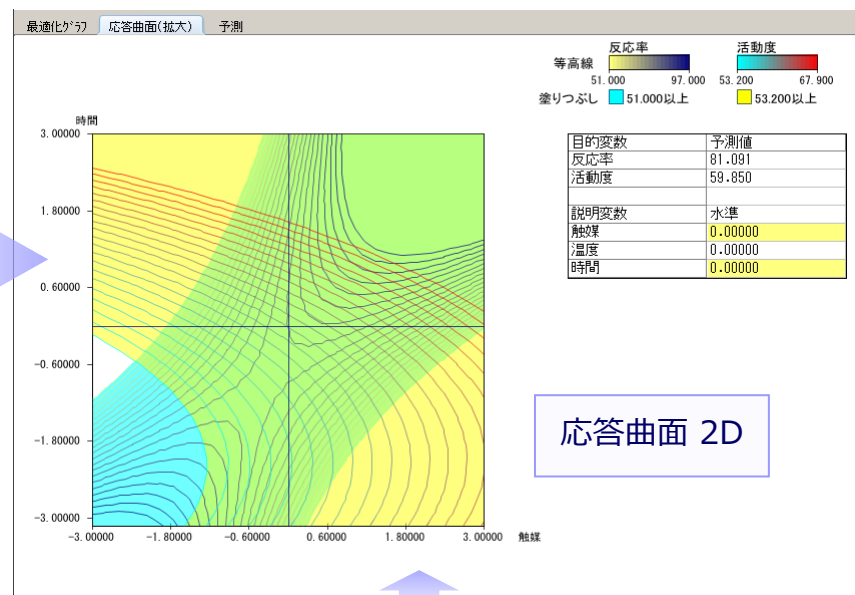 最適化グラフ 応答曲面(拡大) 予測
反応率 活動度
等高線
51.000 97.000 53.200 67.900
塗りつぶし 51.000以上 53.200以上
時間
3.00000
1.80000
0.60000
-0.60000
-1.80000
-3.00000
-3.00000 -1.80000 -0.60000 0.60000 1.80000 3.00000 触媒
目的変数 予測値
反応率 81.091
活動度 59.850
説明変数 水準
触媒 0.00000
温度 0.00000
時間 0.00000
応答曲面 2D